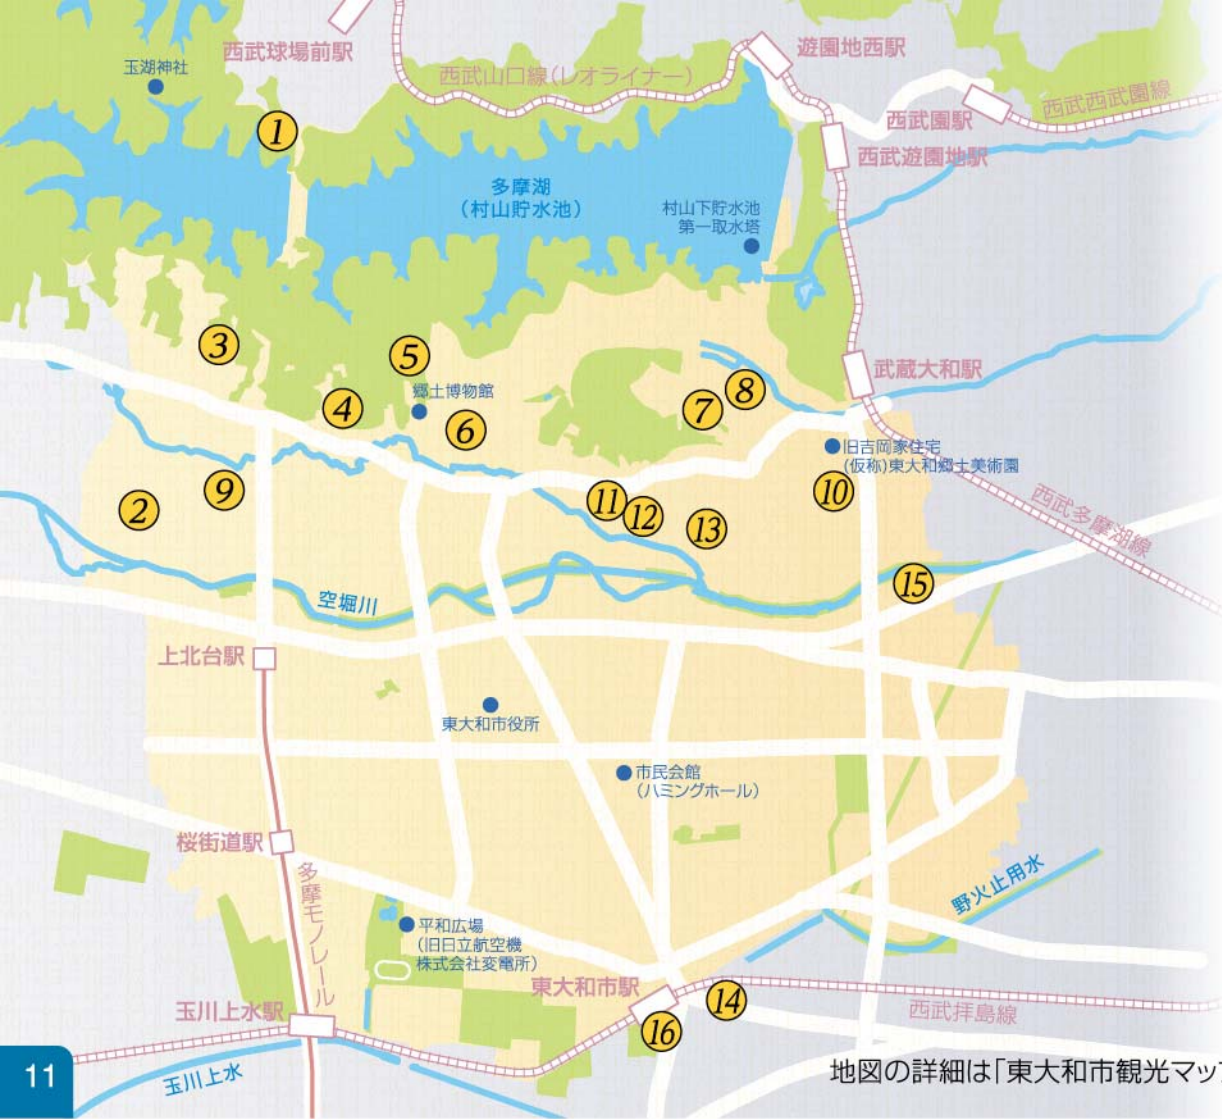 西武球場前駅
遊園地西駅
玉湖神社
西武山口線(レオライナー)
西武西武園線
西武園駅
①
西武遊園地駅
多摩湖
(村山貯水池)
村山下貯水池
第一取水塔
③
⑤
武蔵大和駅
郷土博物館
⑧
④
⑦
⑥
旧吉岡家住宅
(仮称)東大和郷土美術館
⑨
⑩
②
⑪
⑫
⑬
西武多摩湖線
⑮
空堀川
上北台駅
東大和市役所
市民会館
(ハミングホール)
桜街道駅
多摩モノレール
野火止用水
平和広場
(旧日立航空機
株式会社変電所)
東大和市駅
⑭
玉川上水駅
西武拝島線
⑯
11
玉川上水
地図の詳細は「東大和市観光マッ